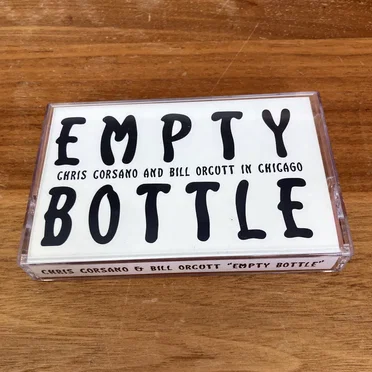 EMPTY
CHRIS CORSANO AND BILL ORCUTT IN CHICAGO
BOTTLE
CHRIS CORSANO & BILL ORCUTT "EMPTY BOTTLE"